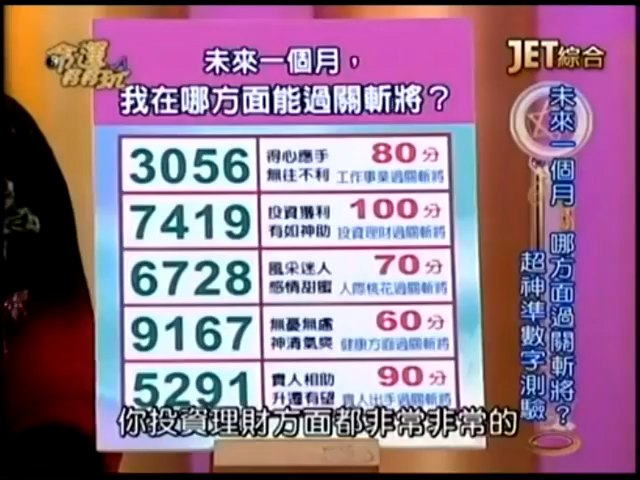 命運好好玩
JET綜合
未來一個月，
我在哪方面能過關斬將？
3056
得心應手
無往不利
80分
工作事業過關斬將
7419
投資獲利
有如神助
100分
投資理財過關斬將
6728
風采迷人
感情甜蜜
70分
人際桃花過關斬將
9167
無憂無慮
神清氣爽
60分
健康方面過關斬將
5291
貴人相助
升遷有望
90分
貴人出手過關斬將
未來一個月，哪方面過關斬將？
超神準數字測驗
你投資理財方面都非常非常的